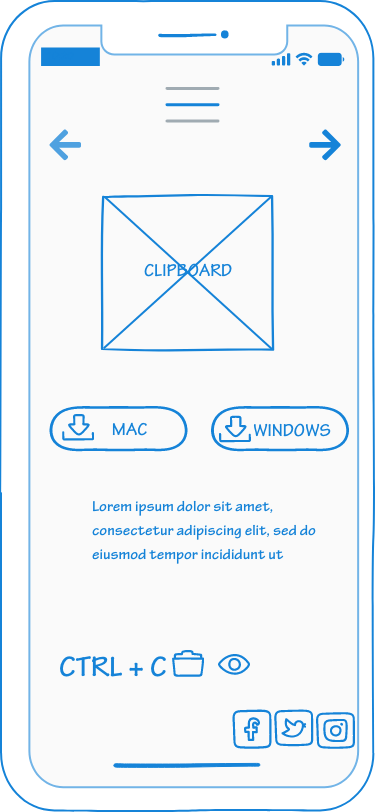 CLIPBOARD
MAC
WINDOWS
Lorem ipsum dolor sit amet,
consectetur adipiscing elit, sed do
eiusmod tempor incididunt ut
CTRL + C